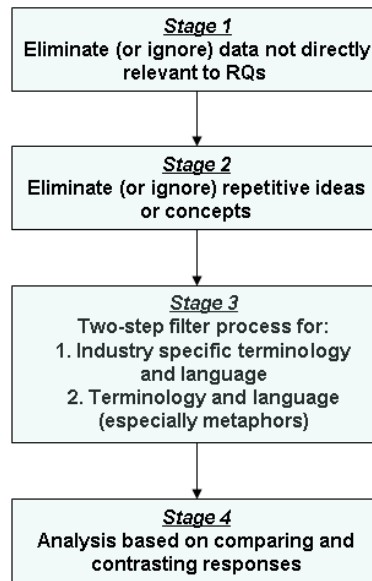 Stage 1
Eliminate (or ignore) data not directly
relevant to RQs
Stage 2
Eliminate (or ignore) repetitive ideas
or concepts
Stage 3
Two-step filter process for:
1. Industry specific terminology
and language
2. Terminology and language
(especially metaphors)
Stage 4
Analysis based on comparing and
contrasting responses